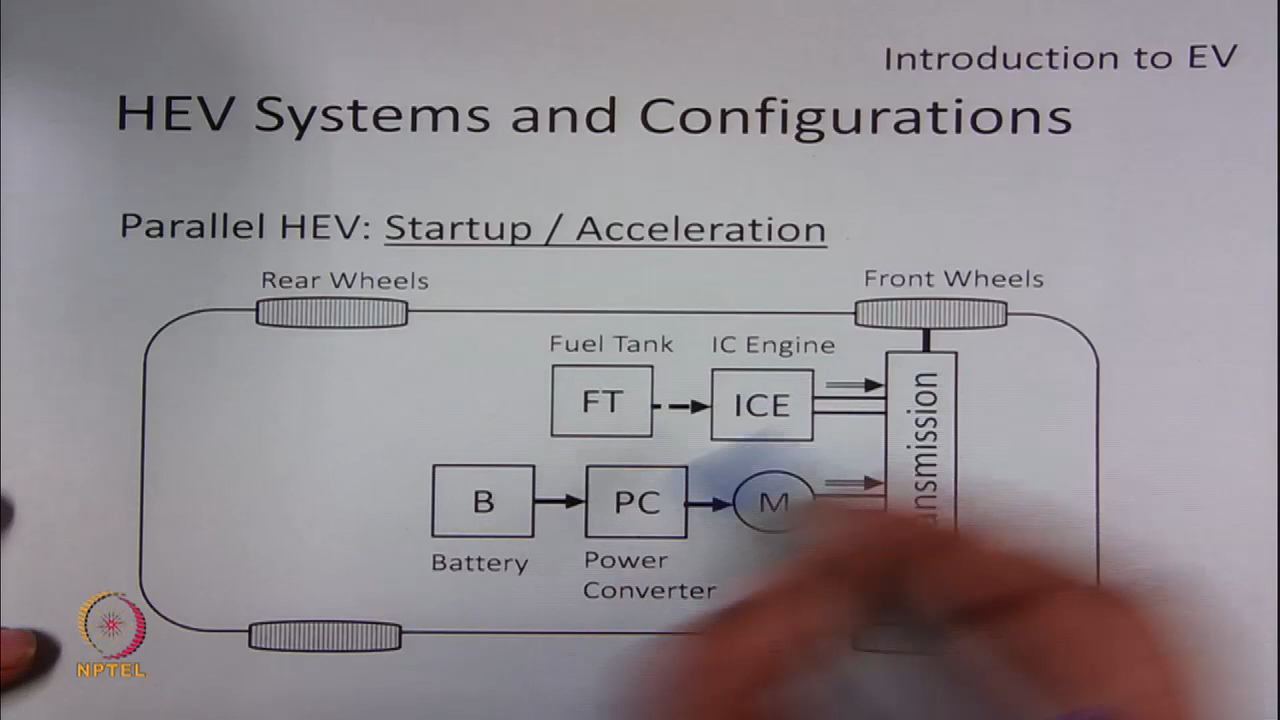 Introduction to EV
HEV Systems and Configurations
Parallel HEV: Startup / Acceleration
Rear Wheels
Front Wheels
Fuel Tank
IC Engine
FT
ICE
B
PC
M
Battery
Power
Converter
NPTEL